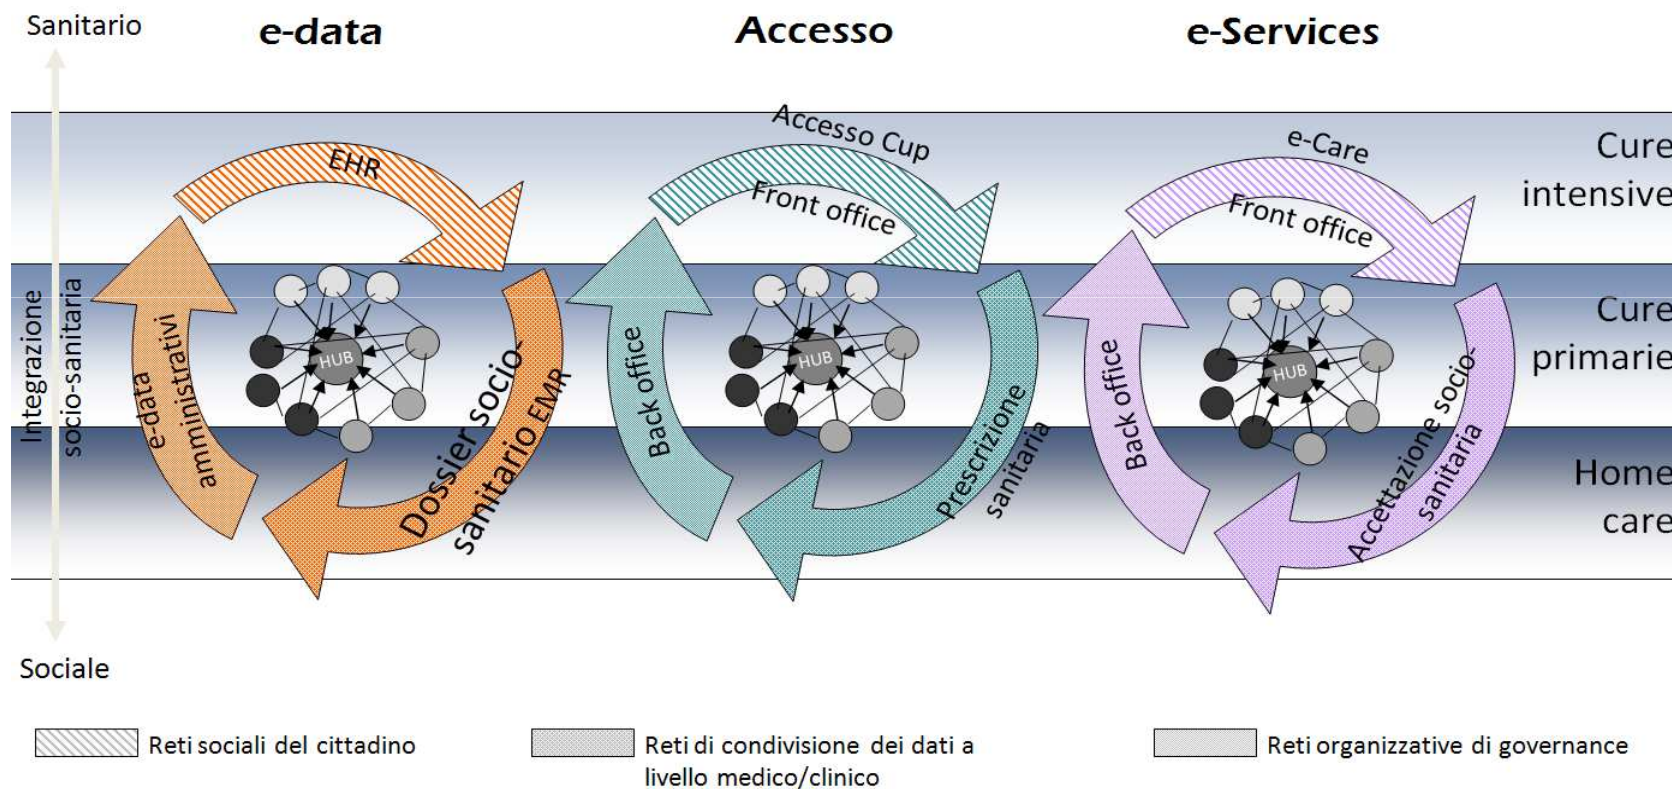 Sanitario
e-data
Accesso
e-Services
EHR
Accesso Cup
Front office
e-Care
Front office
Cure
intensive
Integrazione
socio-sanitaria
e-data
amministrativi
HUB
Dossier socio-
sanitario EMR
Back office
HUB
Prescrizione
sanitaria
Back office
HUB
Accettazione socio-
sanitaria
Cure
primarie
Home
care
Sociale
Reti sociali del cittadino
Reti di condivisione dei dati a
livello medico/clinico
Reti organizzative di governance